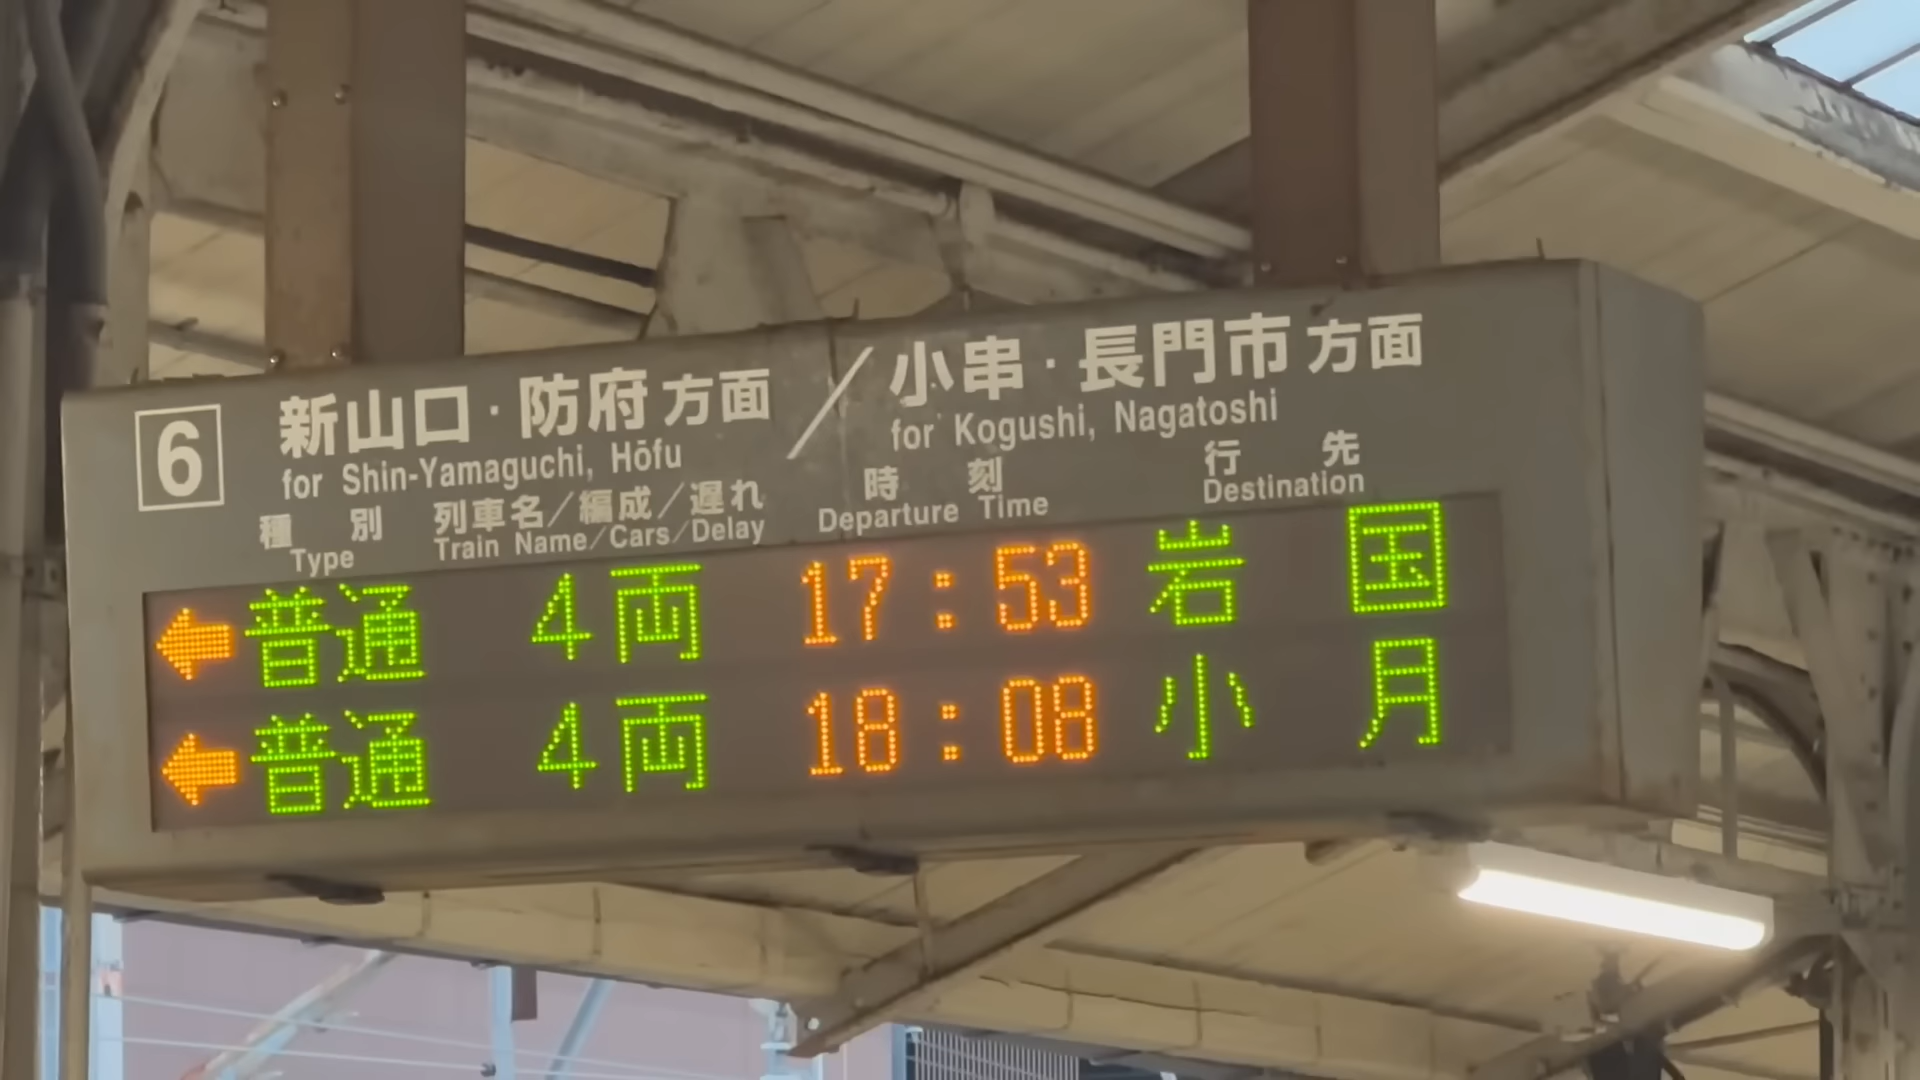 6 新山口・防府方面／小串・長門市方面
for Shin-Yamaguchi, Hōfu for Kogushi, Nagatoshi
種別 列車名／編成／遅れ 時刻 行先
Type Train Name/Cars/Delay Departure Time Destination
←普通 4両 17:53 岩国
←普通 4両 18:08 小月